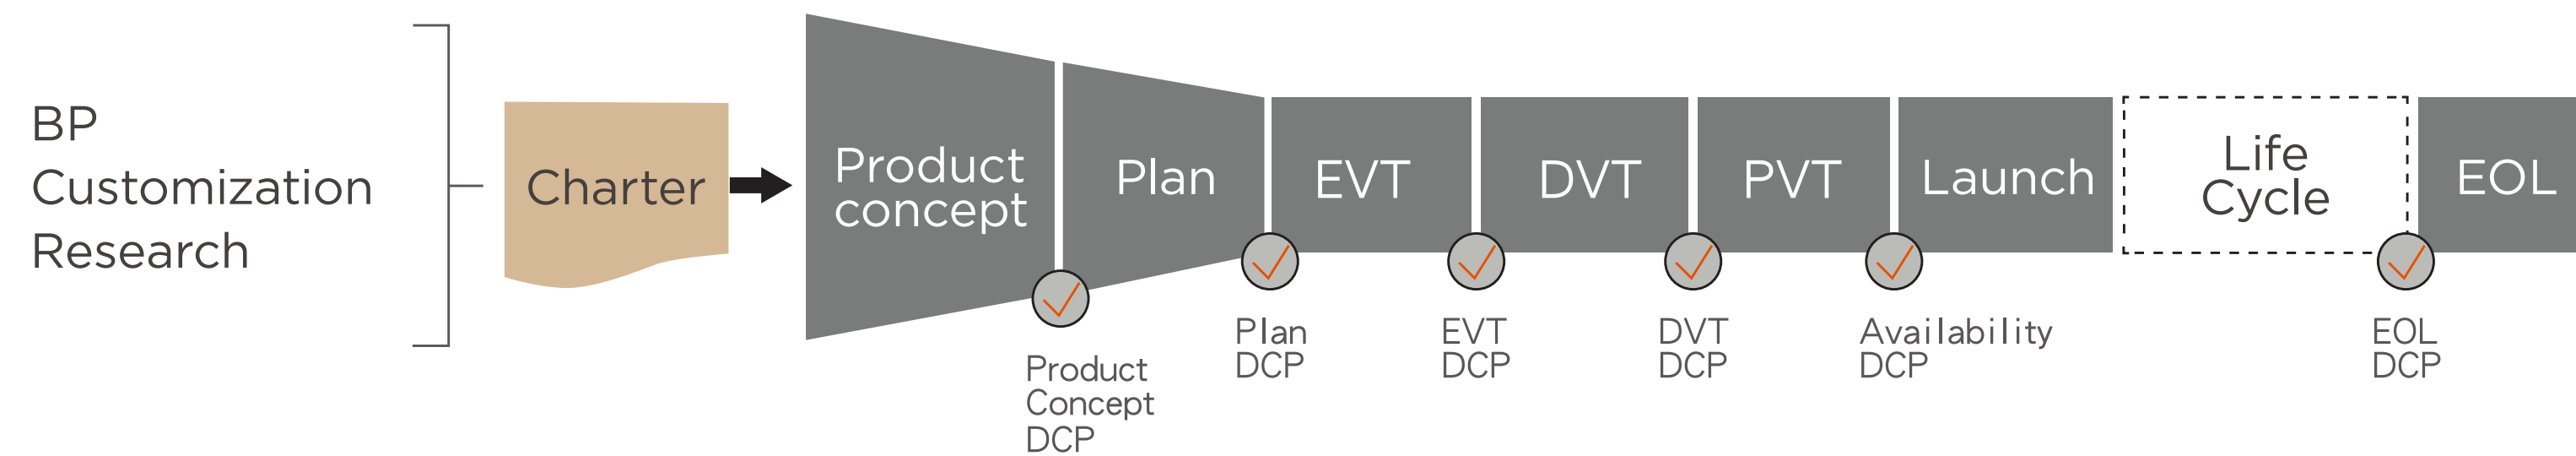 BP
Customization
Research
Charter
Product
concept
Plan
EVT
DVT
PVT
Launch
Life
Cycle
EOL
Product
Concept
DCP
Plan
DCP
EVT
DCP
DVT
DCP
Availability
DCP
EOL
DCP